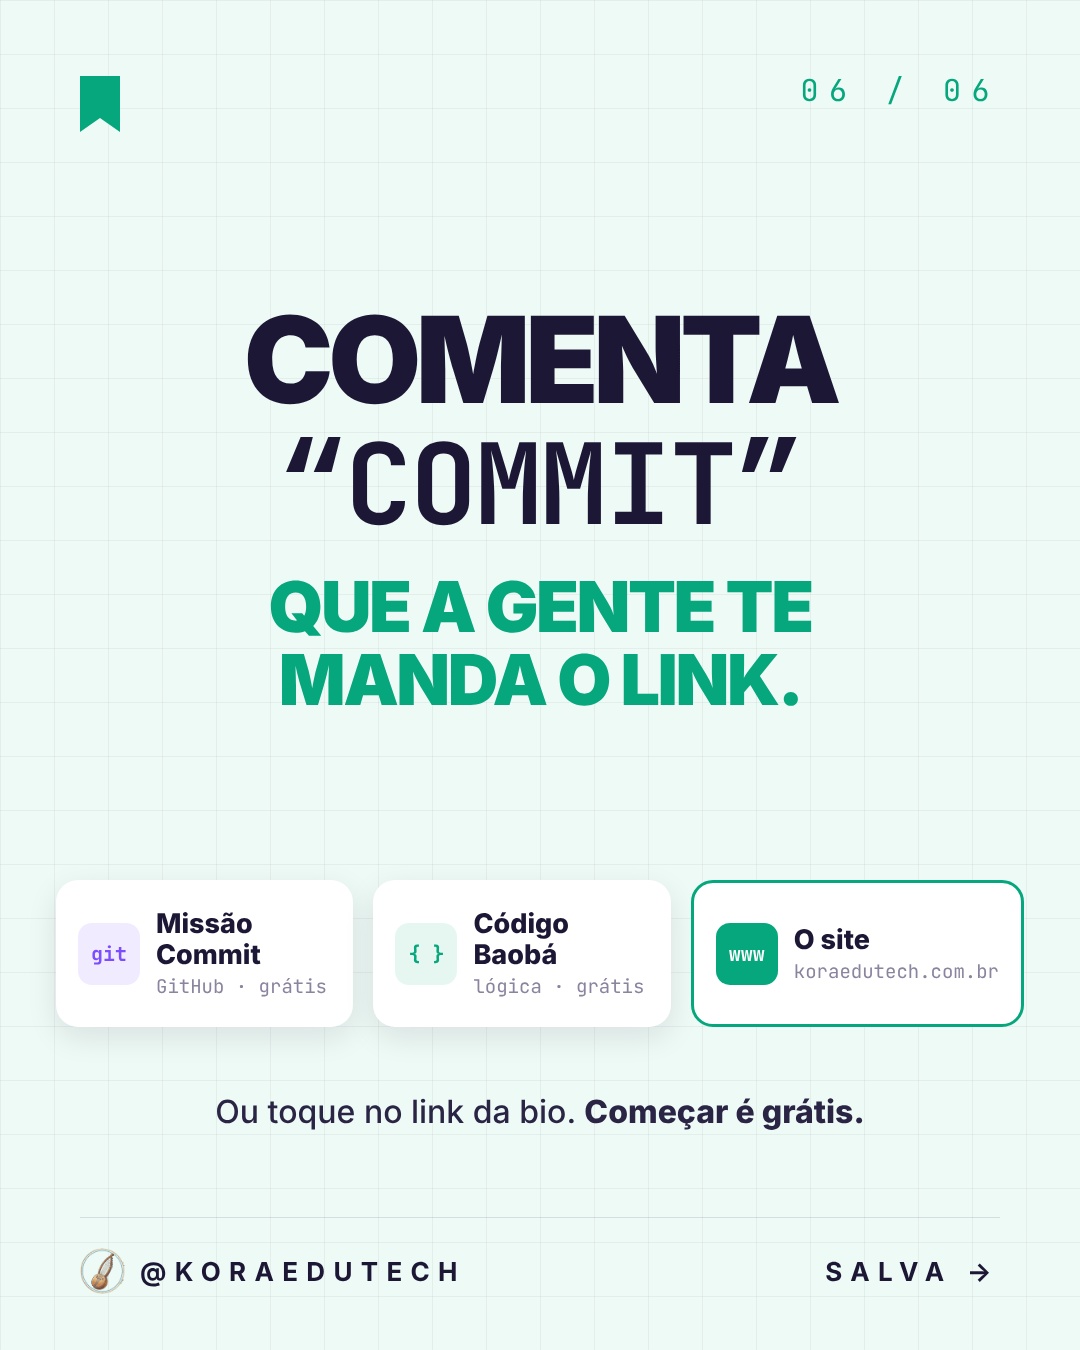 06 / 06
COMENTA
“COMMIT”
QUE A GENTE TE
MANDA O LINK.
git
Missão
Commit
GitHub · grátis
{ }
Código
Baobá
lógica · grátis
www
O site
koraedutech.com.br
Ou toque no link da bio. Começar é grátis.
@KORAEDUTECH
SALVA →